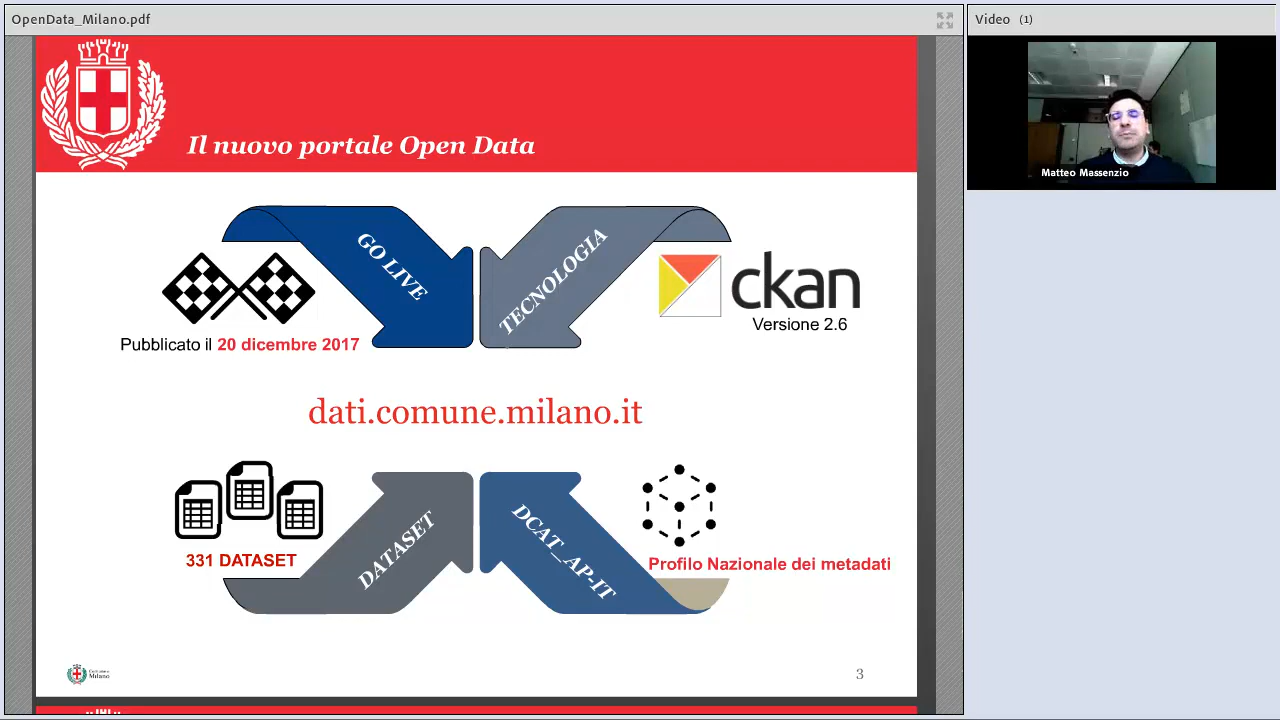 OpenData_Milano.pdf
Video (1)
Matteo Massenzio
Il nuovo portale Open Data
GO LIVE
TECNOLOGIA
ckan
Versione 2.6
Pubblicato il 20 dicembre 2017
dati.comune.milano.it
DATASET
DCAT_AP-IT
331 DATASET
Profilo Nazionale dei metadati
Milano
3